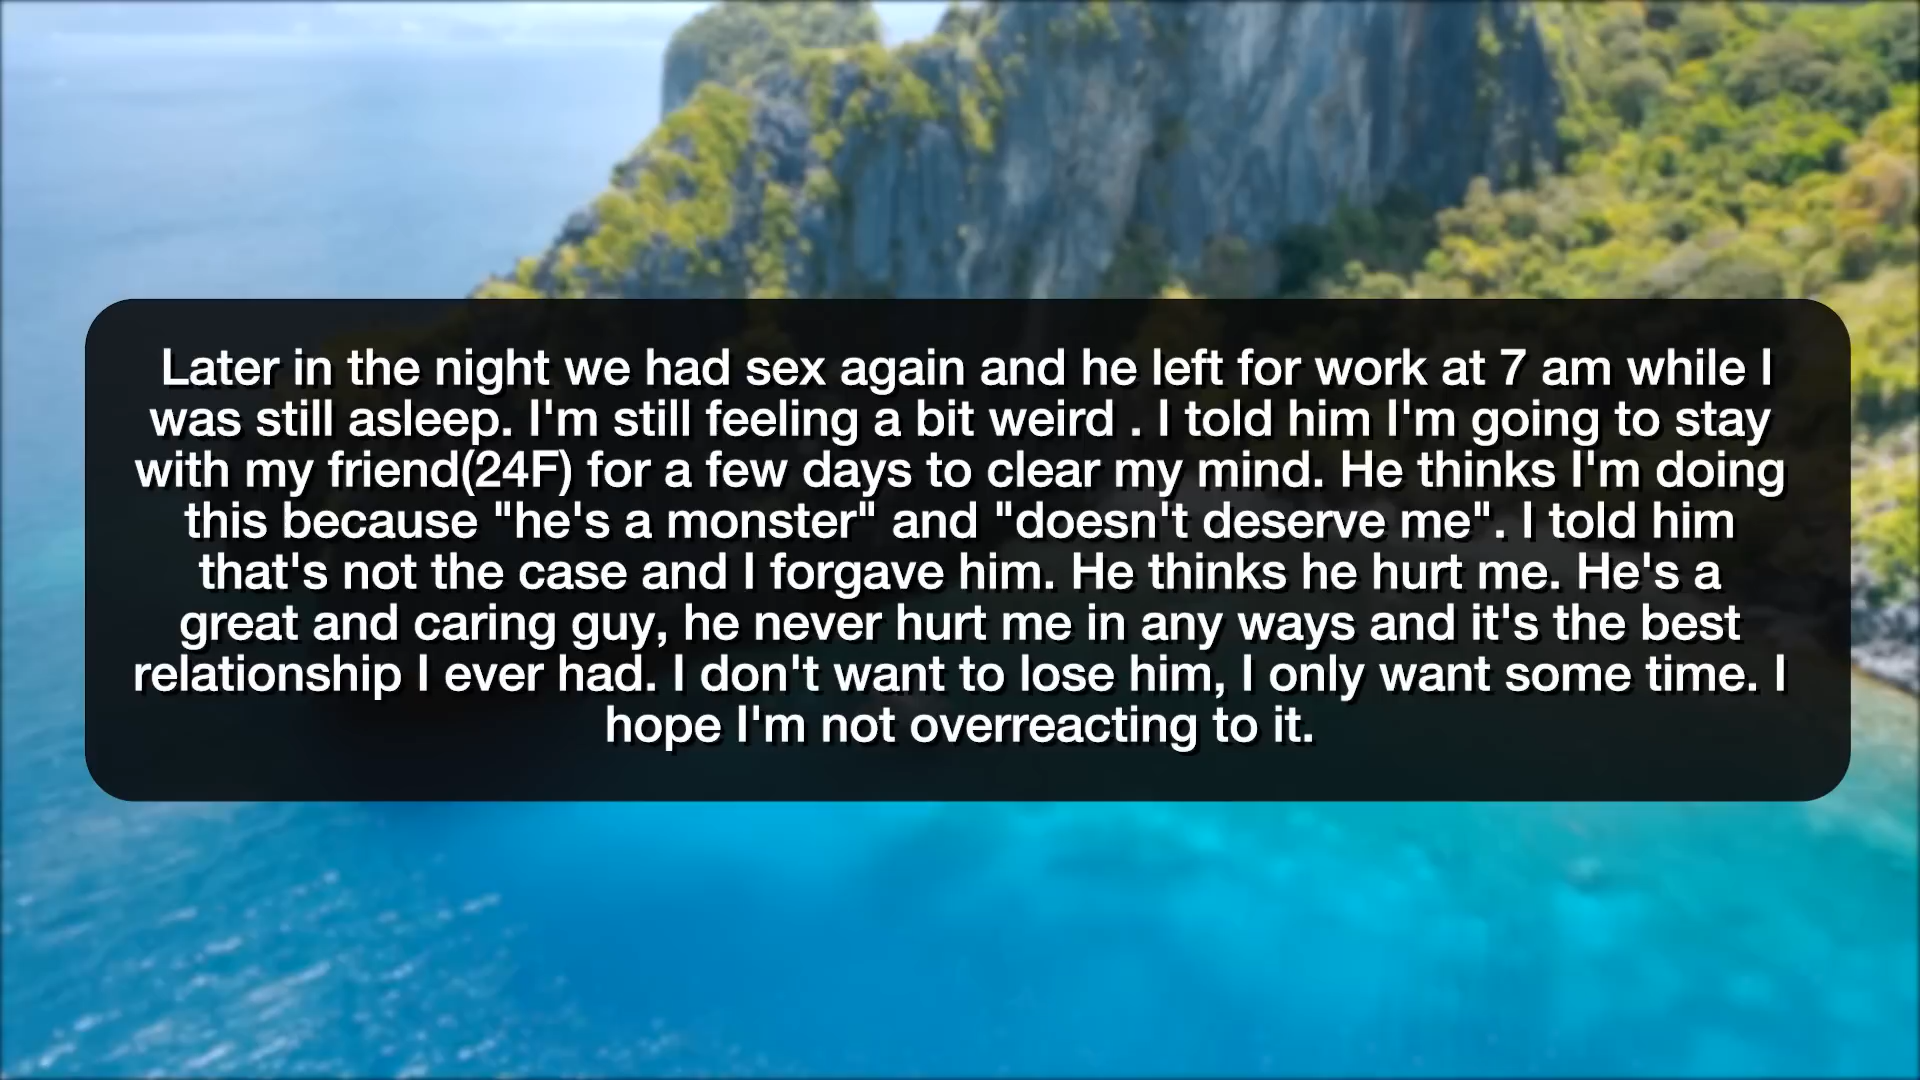 Later in the night we had sex again and he left for work at 7 am while I
was still asleep. I'm still feeling a bit weird . I told him I'm going to stay
with my friend(24F) for a few days to clear my mind. He thinks I'm doing
this because "he's a monster" and "doesn't deserve me". I told him
that's not the case and I forgave him. He thinks he hurt me. He's a
great and caring guy, he never hurt me in any ways and it's the best
relationship I ever had. I don't want to lose him, I only want some time. I
hope I'm not overreacting to it.